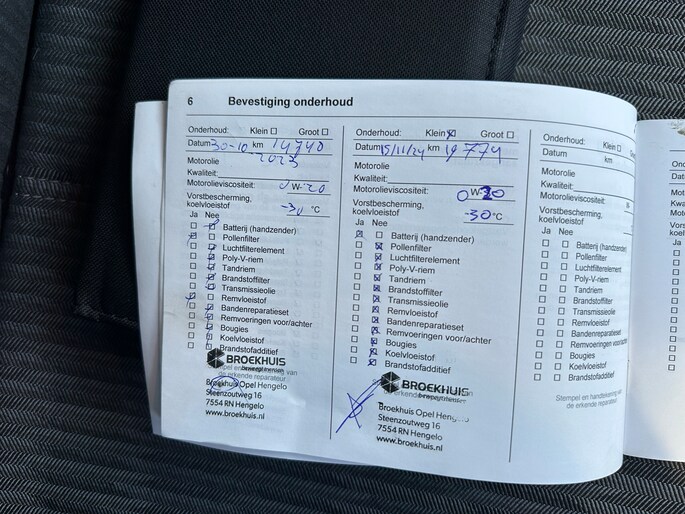 6 Bevestiging onderhoud
Onderhoud: Klein Groot
Datum 30-10 km 14740
2023
Motorolie
Kwaliteit:
Motorolieviscositeit: 0 W-20
Vorstbescherming,
koelvloeistof -30 °C
Ja Nee
Batterij (handzender)
Pollenfilter
Luchtfilterelement
Poly-V-riem
Tandriem
Brandstoffilter
Transmissieolie
Remvloeistof
Bandenreparatieset
Remvoeringen voor/achter
Bougies
Koelvloeistof
Brandstofadditief
BROEKHUIS
Broekhuis Opel Hengelo
Steenzoutweg 16
7554 RN Hengelo
www.broekhuis.nl
Onderhoud: Klein Groot
Datum 15/11/24 km 19 774
Motorolie
Kwaliteit:
Motorolieviscositeit: 0 W-20
Vorstbescherming,
koelvloeistof -30 °C
Ja Nee
Batterij (handzender)
Pollenfilter
Luchtfilterelement
Poly-V-riem
Tandriem
Brandstoffilter
Transmissieolie
Remvloeistof
Bandenreparatieset
Remvoeringen voor/achter
Bougies
Koelvloeistof
Brandstofadditief
BROEKHUIS
Broekhuis Opel Hengelo
Steenzoutweg 16
7554 RN Hengelo
www.broekhuis.nl
Onderhoud: Klein
Datum km
Motorolie
Kwaliteit:
Motorolieviscositeit:
Vorstbescherming,
koelvloeistof
Ja Nee
Batterij (handzender)
Pollenfilter
Luchtfilterelement
Poly-V-riem
Tandriem
Brandstoffilter
Transmissieolie
Remvloeistof
Bandenreparatieset
Remvoeringen voor
Bougies
Koelvloeistof
Brandstofadditief
Stempel en handtekening van
de erkende reparateur